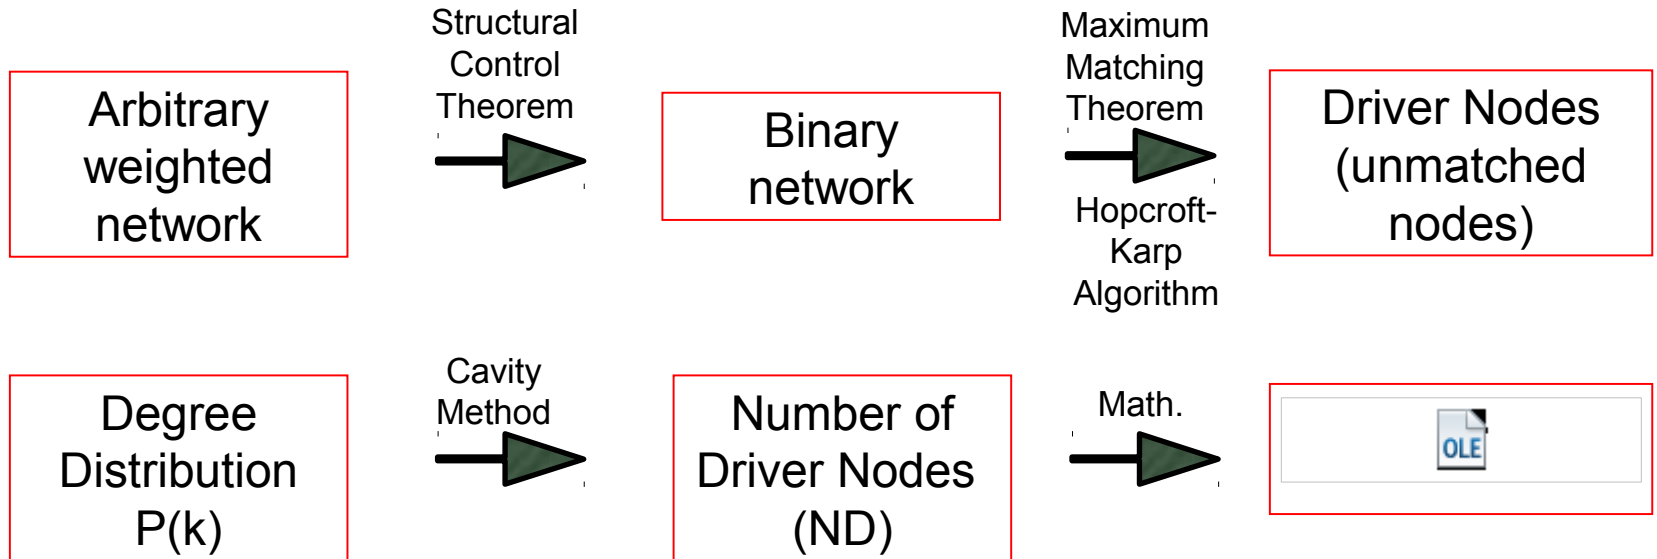 Structural
Control
Theorem
Maximum
Matching
Theorem
Arbitrary
weighted
network
Binary
network
Driver Nodes
(unmatched
nodes)
Hopcroft-
Karp
Algorithm
Cavity
Method
Math.
Degree
Distribution
P(k)
Number of
Driver Nodes
(ND)
OLE